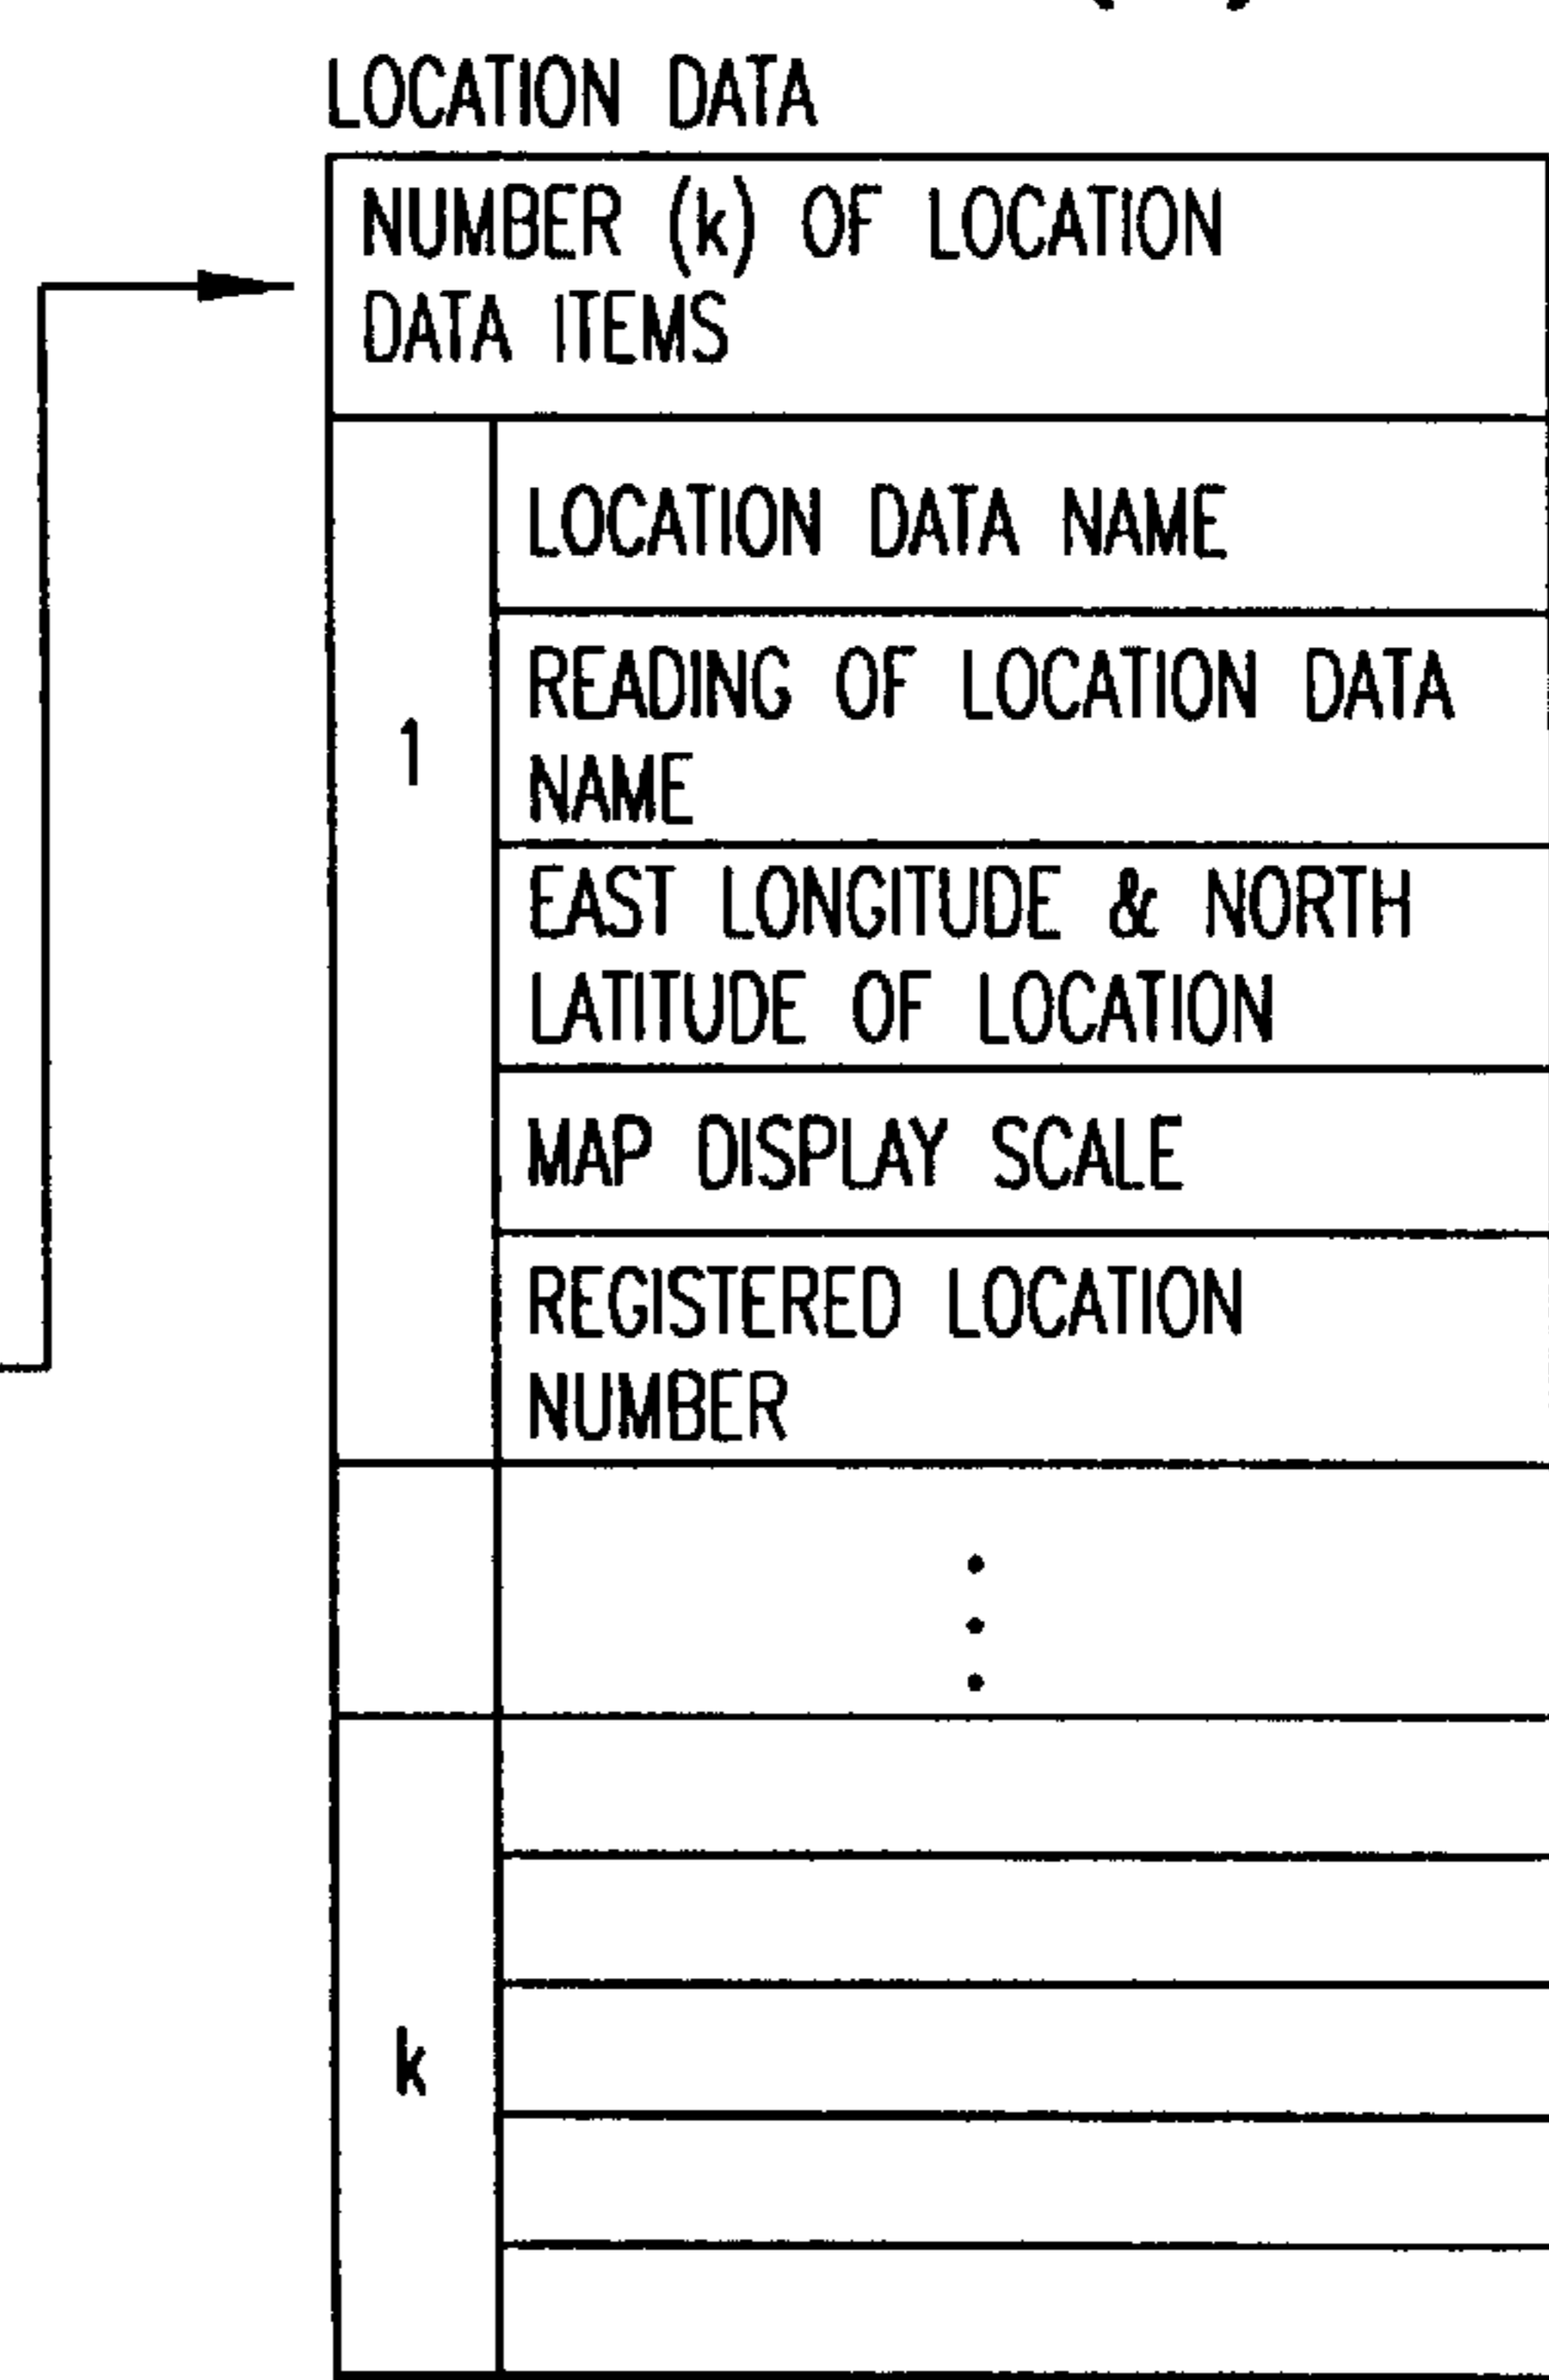 LOCATION DATA
NUMBER (k) OF LOCATION
DATA ITEMS
LOCATION DATA NAME
1
READING OF LOCATION DATA
NAME
EAST LONGITUDE & NORTH
LATITUDE OF LOCATION
MAP DISPLAY SCALE
REGISTERED LOCATION
NUMBER
k